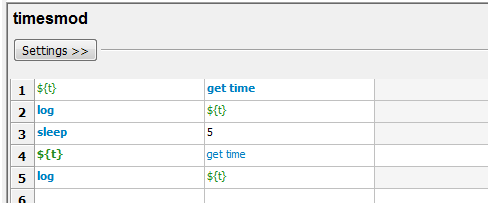 timesmod
Settings >>
1 ${t} get time
2 log ${t}
3 sleep 5
4 ${t} get time
5 log ${t}
6